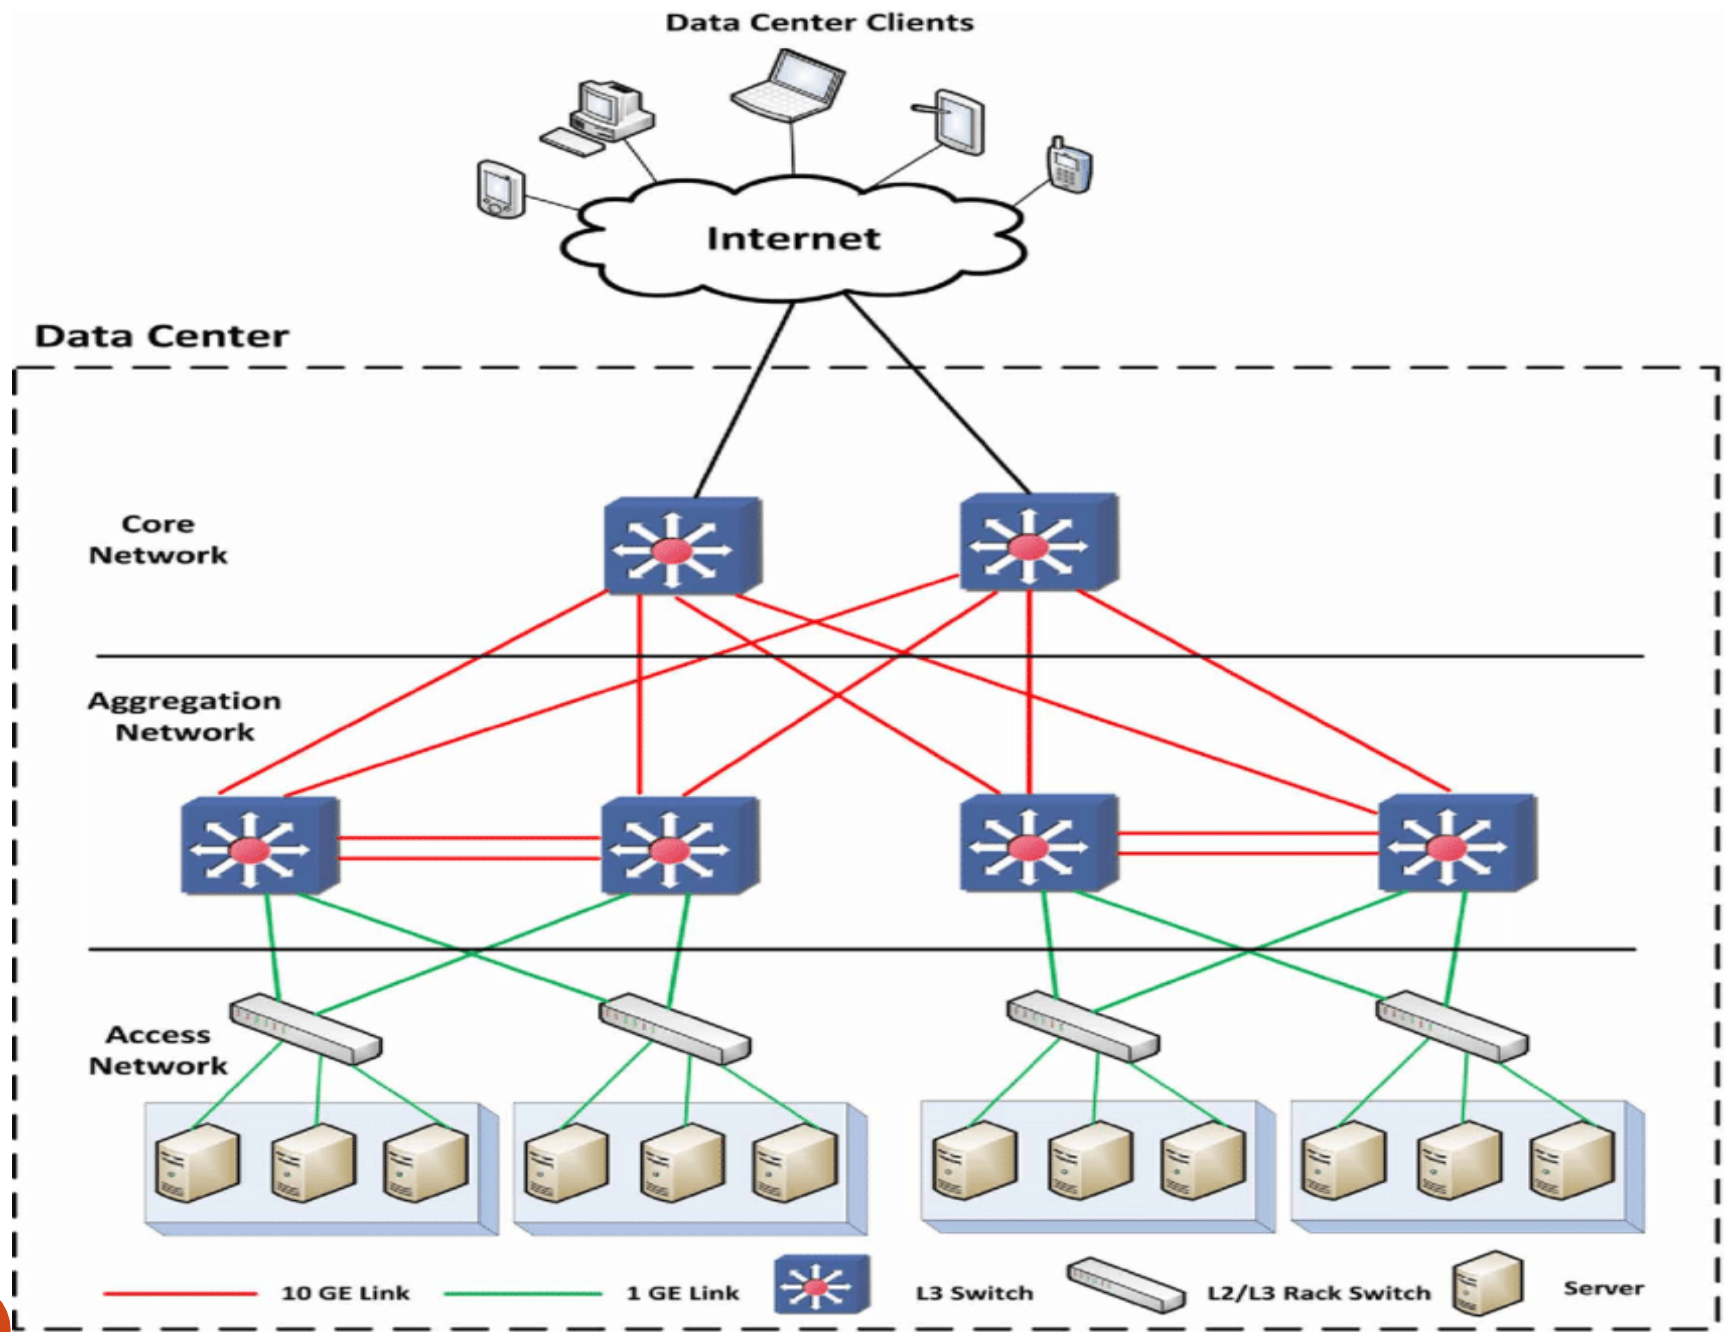 Data Center Clients
Internet
Data Center
Core
Network
Aggregation
Network
Access
Network
10 GE Link
1 GE Link
L3 Switch
L2/L3 Rack Switch
Server